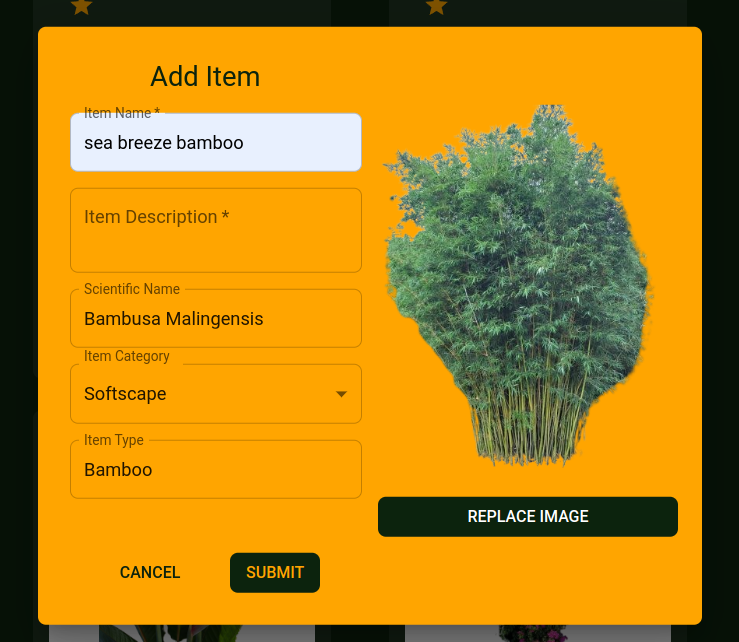 Add Item
Item Name *
sea breeze bamboo
Item Description *
Scientific Name
Bambusa Malingensis
Item Category
Softscape
Item Type
Bamboo
REPLACE IMAGE
CANCEL
SUBMIT